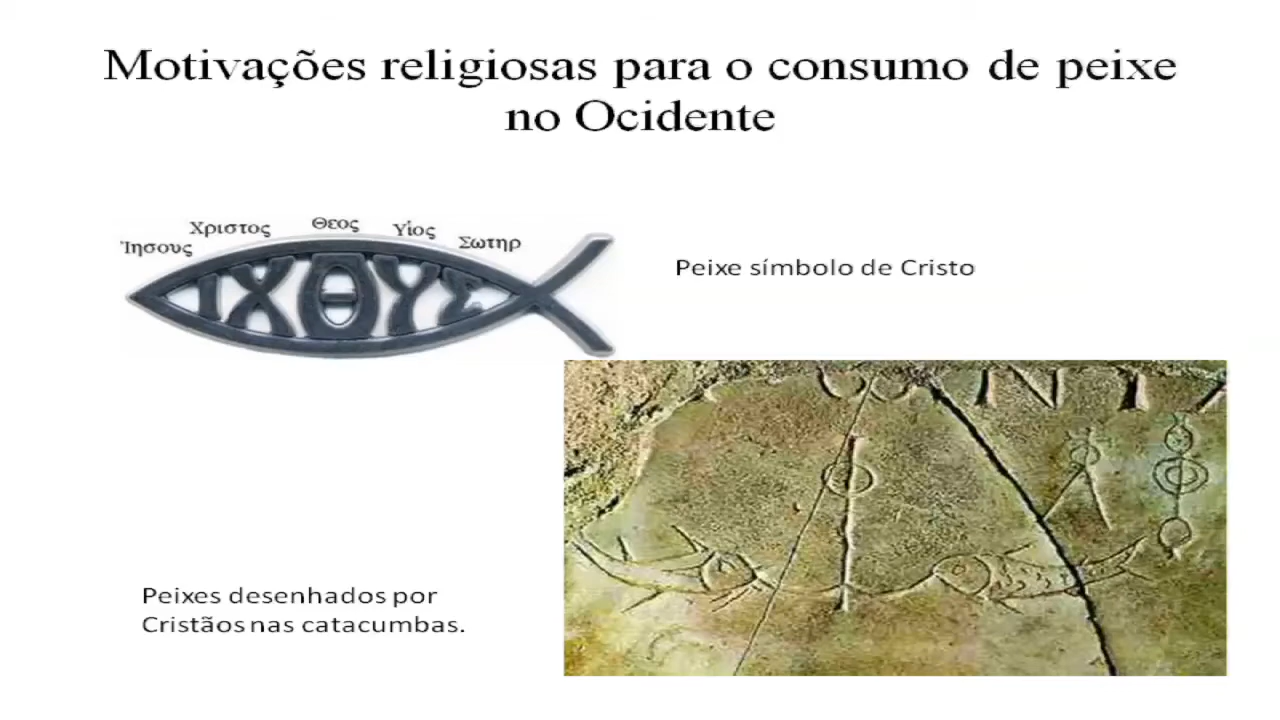 Motivações religiosas para o consumo de peixe
no Ocidente
Ἰησους Χριστος Θεος Υἱος Σωτηρ
ΙΧΘΥΣ
Peixe símbolo de Cristo
Peixes desenhados por
Cristãos nas catacumbas.